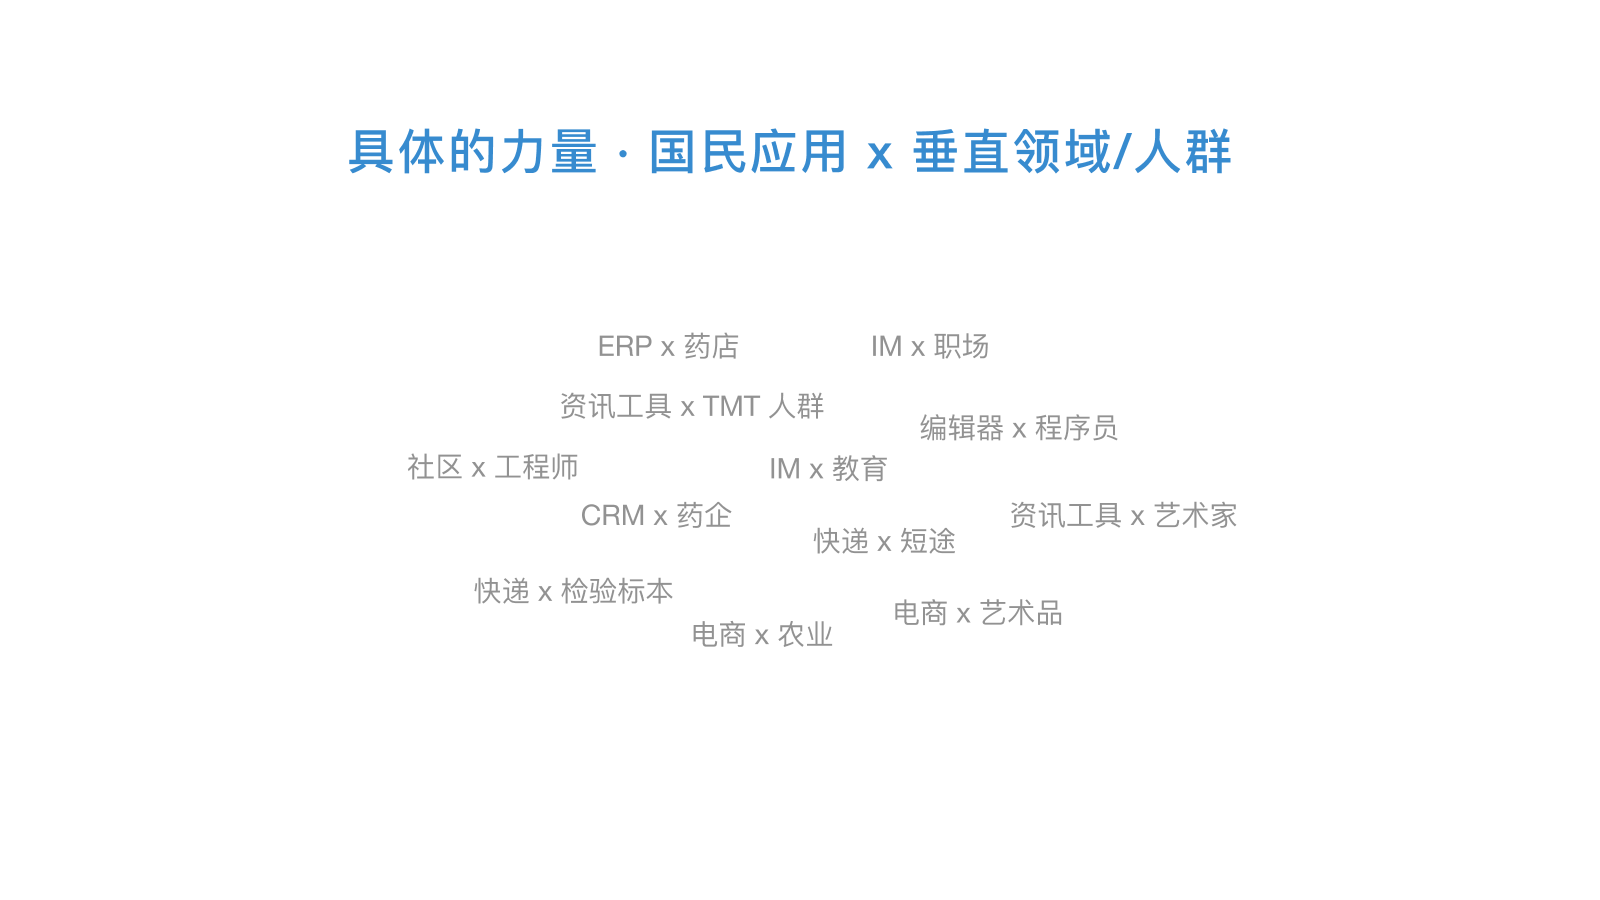 具体的力量 · 国民应用 x 垂直领域/人群
ERP x 药店
IM x 职场
资讯工具 x TMT 人群
编辑器 x 程序员
社区 x 工程师
IM x 教育
CRM x 药企
资讯工具 x 艺术家
快递 x 短途
快递 x 检验标本
电商 x 艺术品
电商 x 农业